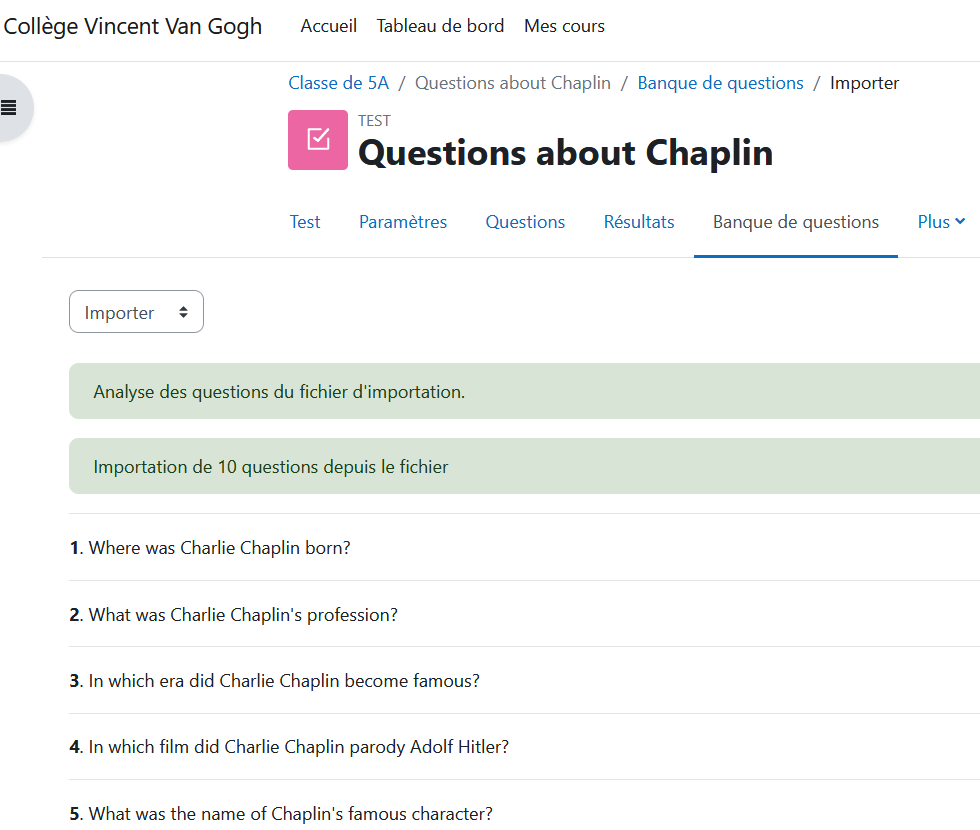 Collège Vincent Van Gogh Accueil Tableau de bord Mes cours
Classe de 5A / Questions about Chaplin / Banque de questions / Importer
TEST
Questions about Chaplin
Test Paramètres Questions Résultats Banque de questions Plus
Importer
Analyse des questions du fichier d'importation.
Importation de 10 questions depuis le fichier
1. Where was Charlie Chaplin born?
2. What was Charlie Chaplin's profession?
3. In which era did Charlie Chaplin become famous?
4. In which film did Charlie Chaplin parody Adolf Hitler?
5. What was the name of Chaplin's famous character?